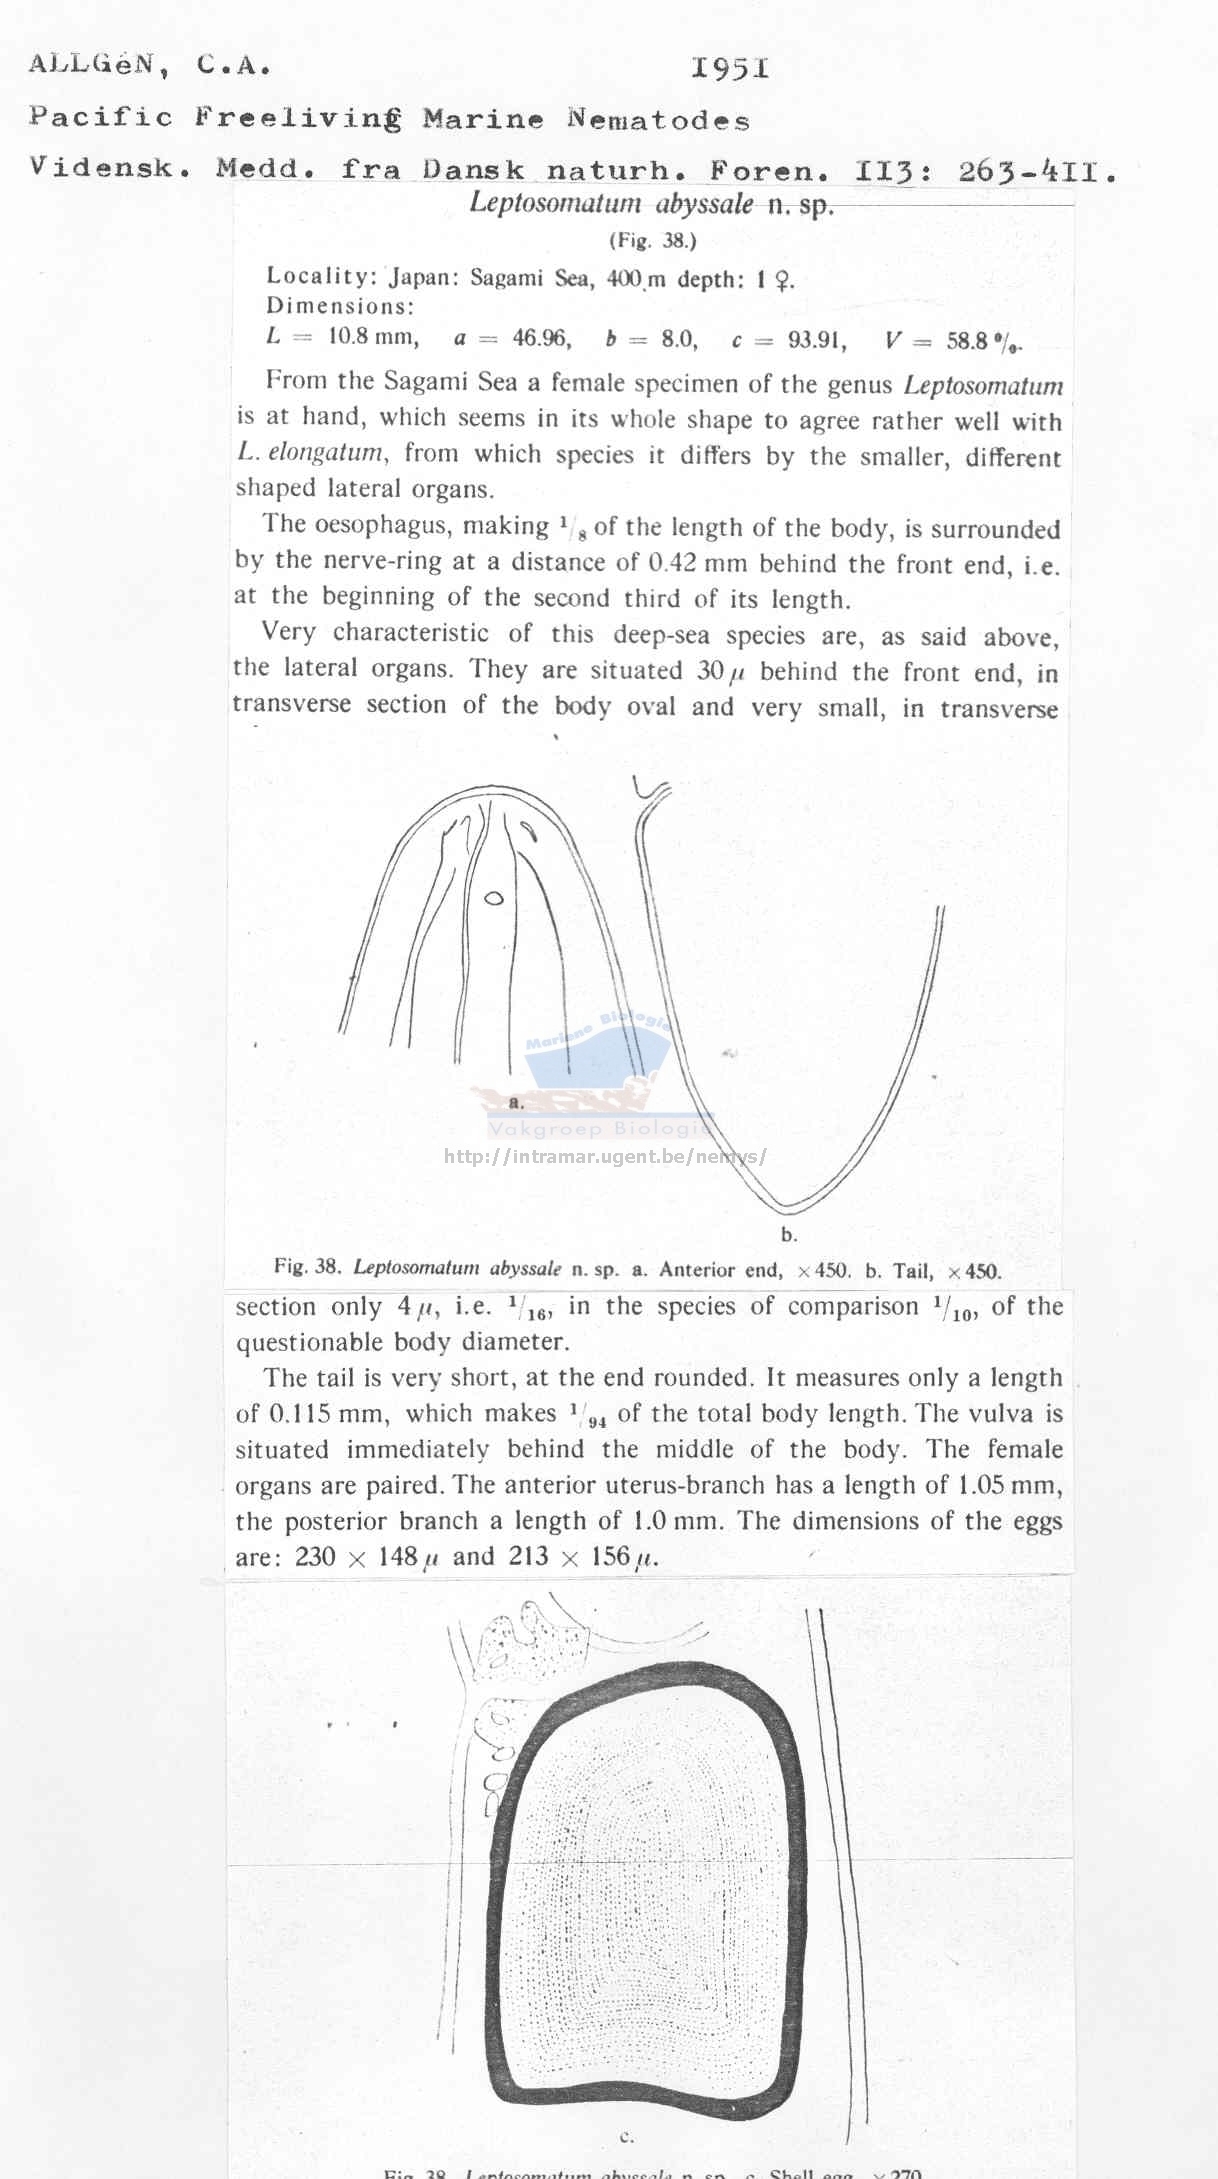 ALLGéN, C.A. 1951
Pacific Freeliving Marine Nematodes
Vidensk. Medd. fra Dansk naturh. Foren. II3: 263-4II.
Leptosomatum abyssale n. sp.
(Fig. 38.)
Locality: Japan: Sagami Sea, 400 m depth: 1 ♀.
Dimensions:
L = 10.8 mm, a = 46.96, b = 8.0, c = 93.91, V = 58.8 %.
From the Sagami Sea a female specimen of the genus Leptosomatum
is at hand, which seems in its whole shape to agree rather well with
L. elongatum, from which species it differs by the smaller, different
shaped lateral organs.
The oesophagus, making 1/8 of the length of the body, is surrounded
by the nerve-ring at a distance of 0.42 mm behind the front end, i.e.
at the beginning of the second third of its length.
Very characteristic of this deep-sea species are, as said above,
the lateral organs. They are situated 30 μ behind the front end, in
transverse section of the body oval and very small, in transverse
Mariene Biologie
a.
Vakgroep Biologie
http://intramar.ugent.be/nemys/
b.
Fig. 38. Leptosomatum abyssale n. sp. a. Anterior end, ×450. b. Tail, ×450.
section only 4 μ, i.e. 1/16, in the species of comparison 1/10, of the
questionable body diameter.
The tail is very short, at the end rounded. It measures only a length
of 0.115 mm, which makes 1/94 of the total body length. The vulva is
situated immediately behind the middle of the body. The female
organs are paired. The anterior uterus-branch has a length of 1.05 mm,
the posterior branch a length of 1.0 mm. The dimensions of the eggs
are: 230 × 148 μ and 213 × 156 μ.
c.
Fig. 38. Leptosomatum abyssale n. sp. c. Shell egg, ×270